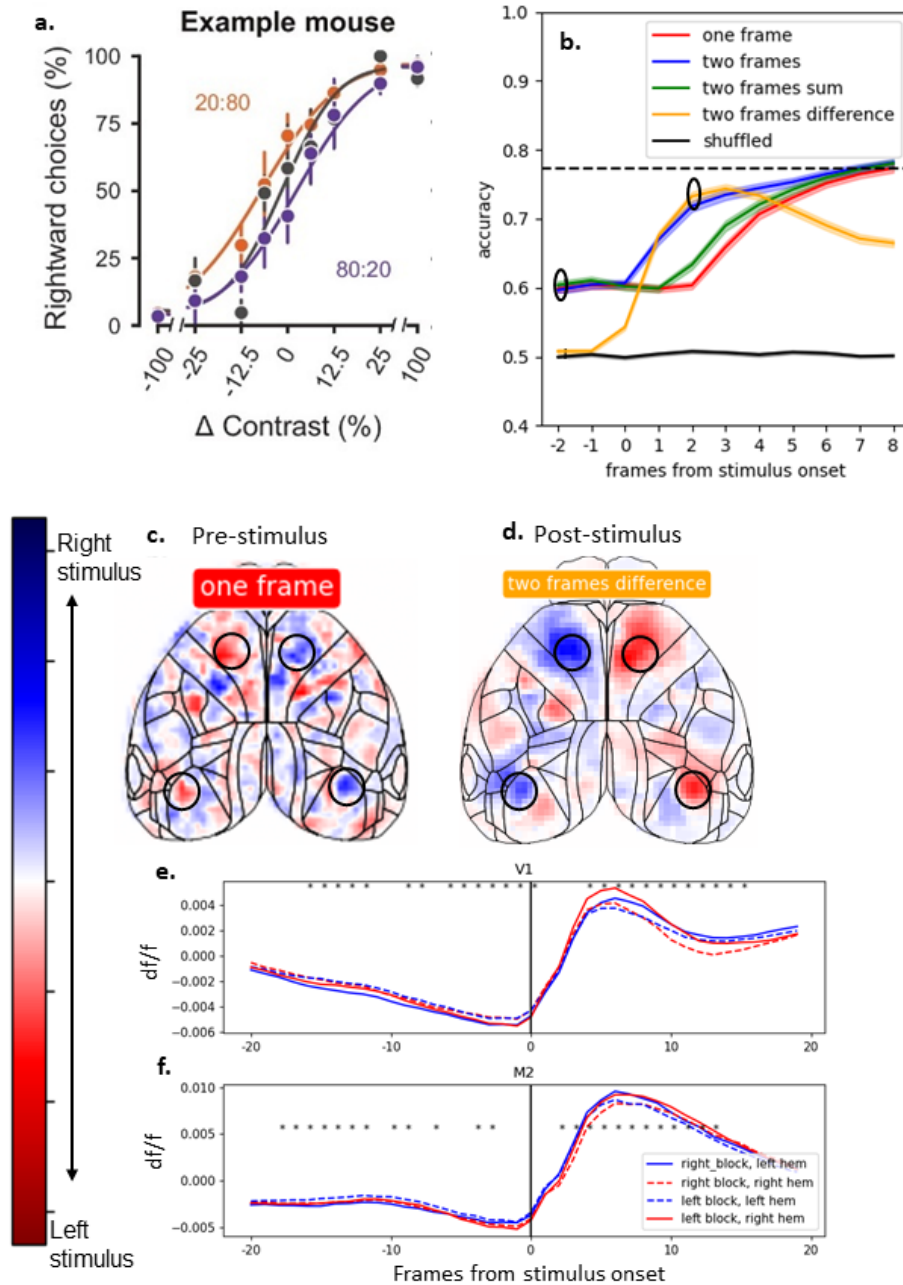 a.
Example mouse
100
75
50
25
0
Rightward choices (%)
20:80
80:20
-100
-25
-12.5
0
12.5
25
100
Δ Contrast (%)
b.
1.0
0.9
0.8
0.7
0.6
0.5
0.4
accuracy
one frame
two frames
two frames sum
two frames difference
shuffled
-2 -1 0 1 2 3 4 5 6 7 8
frames from stimulus onset
Right
stimulus
Left
stimulus
c. Pre-stimulus
one frame
d. Post-stimulus
two frames difference
e.
V1
* * * * * * * * * * * * * * * * * * * * * * * * * *
0.004
0.002
0.000
−0.002
−0.004
−0.006
df/f
-20 -10 0 10 20
f.
M2
* * * * * * * * * * * * * * * * * * * * * * *
0.010
0.005
0.000
−0.005
df/f
right_block, left hem
right block, right hem
left block, left hem
left block, right hem
-20 -10 0 10 20
Frames from stimulus onset